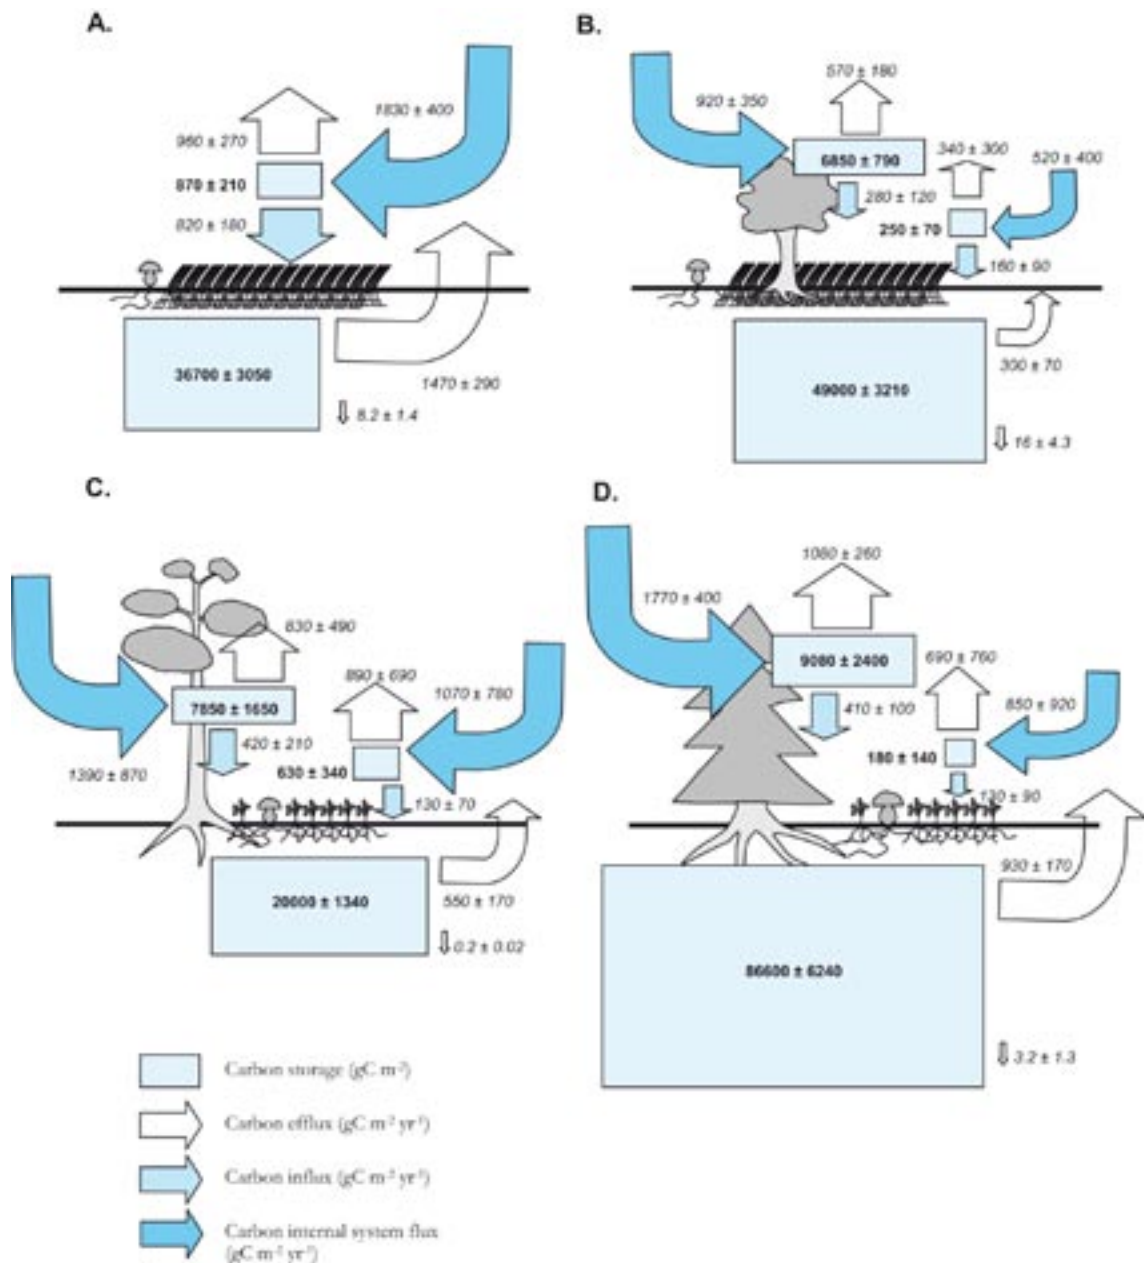 A.
960 ± 270
1830 ± 400
870 ± 210
820 ± 180
36700 ± 3050
1470 ± 290
8.2 ± 1.4
B.
920 ± 350
570 ± 180
6850 ± 790
340 ± 300
520 ± 400
280 ± 120
250 ± 70
160 ± 90
300 ± 70
49000 ± 3210
16 ± 4.3
C.
830 ± 490
890 ± 690
1070 ± 780
7850 ± 1650
420 ± 210
1390 ± 870
630 ± 340
130 ± 70
20000 ± 1340
550 ± 170
0.2 ± 0.02
D.
1080 ± 260
1770 ± 400
9080 ± 2400
690 ± 760
850 ± 920
410 ± 100
180 ± 140
130 ± 90
930 ± 170
86600 ± 6240
3.2 ± 1.3
Carbon storage (gC m⁻²)
Carbon efflux (gC m⁻² yr⁻¹)
Carbon influx (gC m⁻² yr⁻¹)
Carbon internal system flux
(gC m⁻² yr⁻¹)